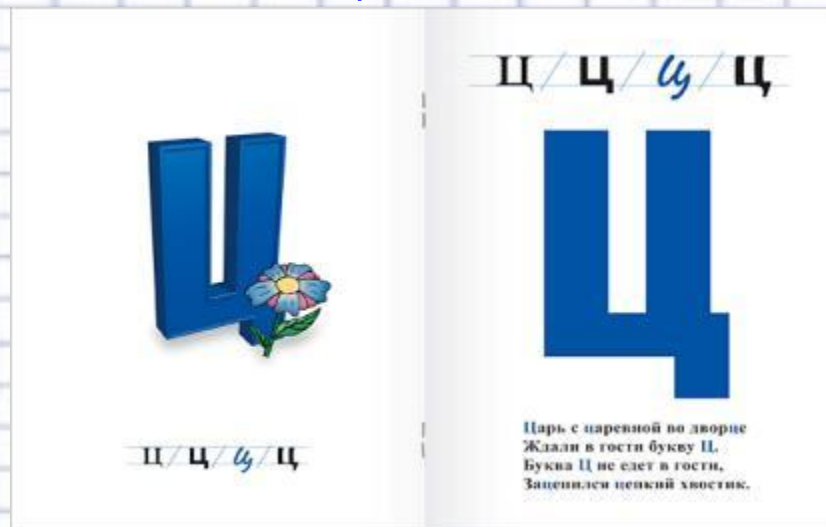 Ц
Ц / Ц / Ц / Ц
Ц / Ц / Ц / Ц
Ц
Царь с царевной во дворце
Ждали в гости букву Ц.
Буква Ц не едет в гости,
Зацепился цепкий хвостик.